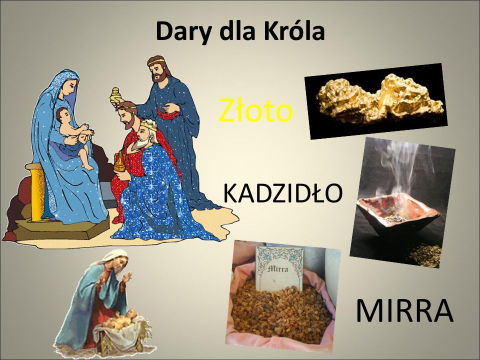 Dary dla Króla
Złoto
KADZIDŁO
Mirra
MIRRA